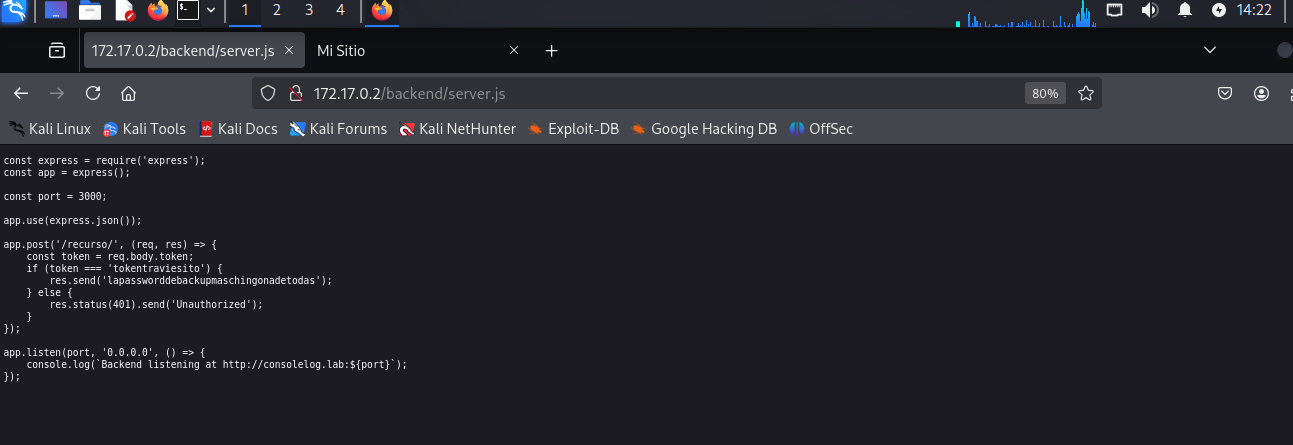 1 2 3 4 14:22
172.17.0.2/backend/server.js Mi Sitio
172.17.0.2/backend/server.js 80%
Kali Linux Kali Tools Kali Docs Kali Forums Kali NetHunter Exploit-DB Google Hacking DB OffSec
const express = require('express');
const app = express();
const port = 3000;
app.use(express.json());
app.post('/recurso/', (req, res) => {
    const token = req.body.token;
    if (token === 'tokentraviesito') {
        res.send('lapassworddebackupmaschingonadetodas');
    } else {
        res.status(401).send('Unauthorized');
    }
});
app.listen(port, '0.0.0.0', () => {
    console.log(`Backend listening at http://consolelog.lab:${port}`);
});